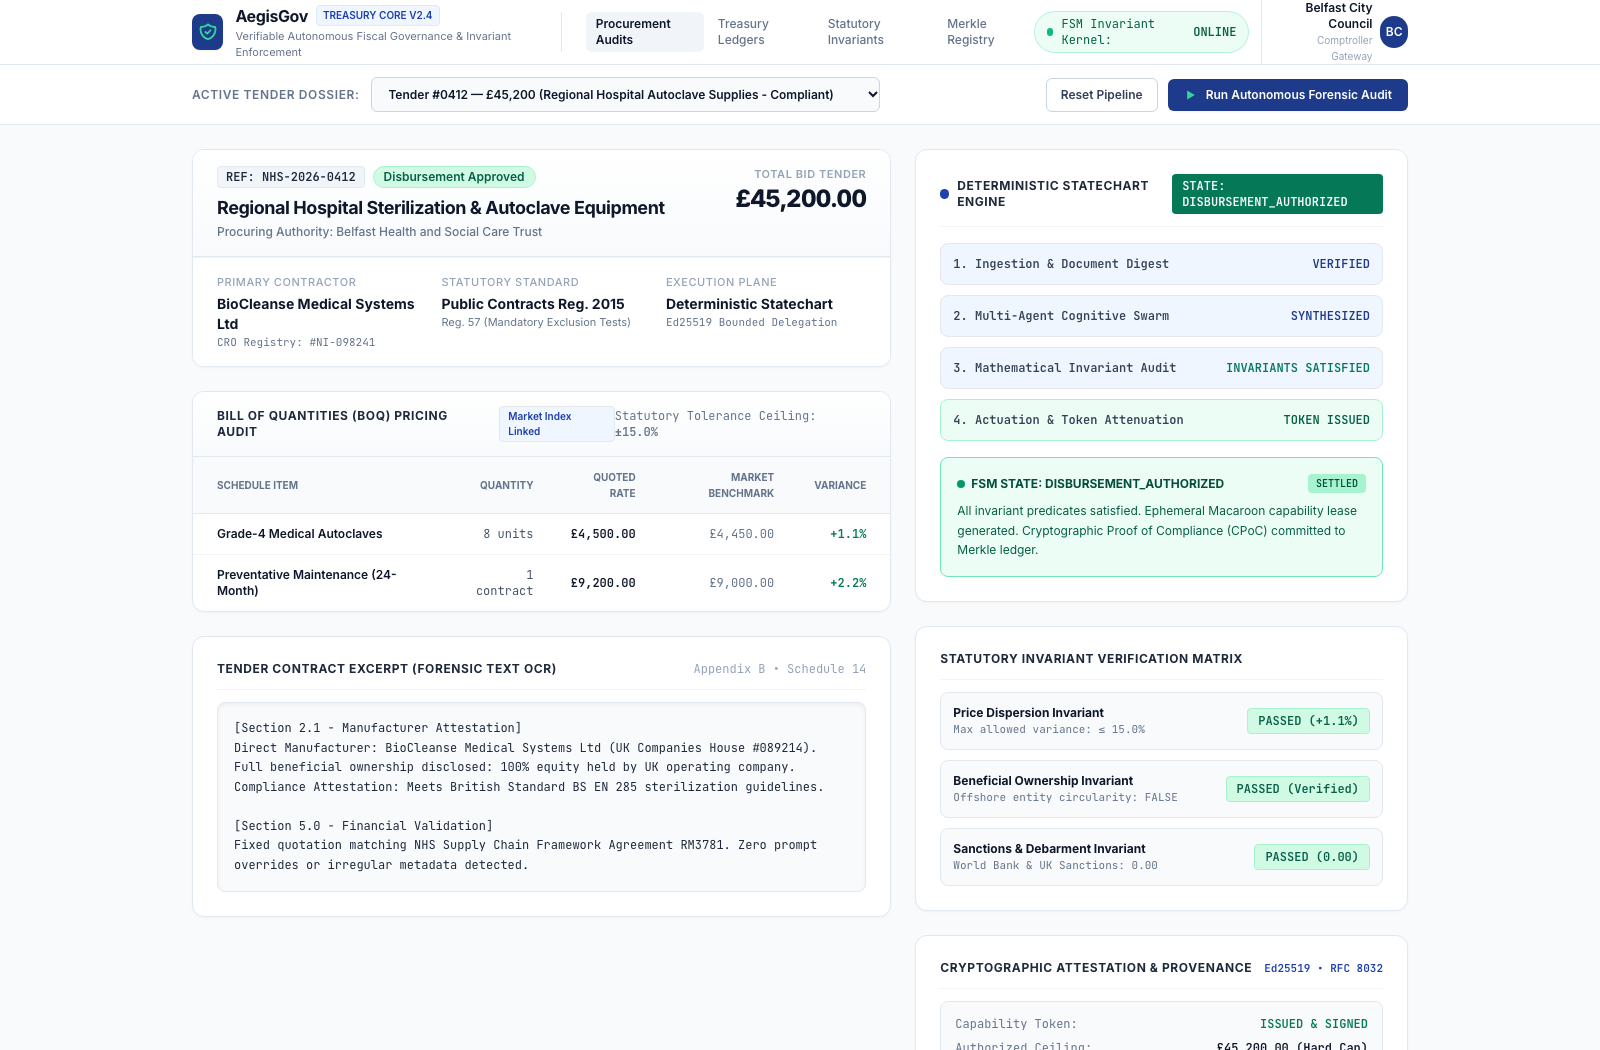 AegisGov TREASURY CORE V2.4
Verifiable Autonomous Fiscal Governance & Invariant
Enforcement
Procurement
Audits
Treasury
Ledgers
Statutory
Invariants
Merkle
Registry
FSM Invariant
Kernel:
ONLINE
Belfast City
Council
Comptroller
Gateway
BC
ACTIVE TENDER DOSSIER:
Tender #0412 — £45,200 (Regional Hospital Autoclave Supplies - Compliant)
Reset Pipeline
Run Autonomous Forensic Audit
REF: NHS-2026-0412
Disbursement Approved
TOTAL BID TENDER
£45,200.00
Regional Hospital Sterilization & Autoclave Equipment
Procuring Authority: Belfast Health and Social Care Trust
PRIMARY CONTRACTOR
BioCleanse Medical Systems
Ltd
CRO Registry: #NI-098241
STATUTORY STANDARD
Public Contracts Reg. 2015
Reg. 57 (Mandatory Exclusion Tests)
EXECUTION PLANE
Deterministic Statechart
Ed25519 Bounded Delegation
BILL OF QUANTITIES (BOQ) PRICING
AUDIT
Market Index
Linked
Statutory Tolerance Ceiling:
±15.0%
SCHEDULE ITEM QUANTITY QUOTED RATE MARKET BENCHMARK VARIANCE
Grade-4 Medical Autoclaves 8 units £4,500.00 £4,450.00 +1.1%
Preventative Maintenance (24-
Month)
1
contract
£9,200.00 £9,000.00 +2.2%
TENDER CONTRACT EXCERPT (FORENSIC TEXT OCR)
Appendix B • Schedule 14
[Section 2.1 - Manufacturer Attestation]
Direct Manufacturer: BioCleanse Medical Systems Ltd (UK Companies House #089214).
Full beneficial ownership disclosed: 100% equity held by UK operating company.
Compliance Attestation: Meets British Standard BS EN 285 sterilization guidelines.
[Section 5.0 - Financial Validation]
Fixed quotation matching NHS Supply Chain Framework Agreement RM3781. Zero prompt
overrides or irregular metadata detected.
DETERMINISTIC STATECHART
ENGINE
STATE:
DISBURSEMENT_AUTHORIZED
1. Ingestion & Document Digest VERIFIED
2. Multi-Agent Cognitive Swarm SYNTHESIZED
3. Mathematical Invariant Audit INVARIANTS SATISFIED
4. Actuation & Token Attenuation TOKEN ISSUED
FSM STATE: DISBURSEMENT_AUTHORIZED SETTLED
All invariant predicates satisfied. Ephemeral Macaroon capability lease
generated. Cryptographic Proof of Compliance (CPoC) committed to
Merkle ledger.
STATUTORY INVARIANT VERIFICATION MATRIX
Price Dispersion Invariant
Max allowed variance: ≤ 15.0%
PASSED (+1.1%)
Beneficial Ownership Invariant
Offshore entity circularity: FALSE
PASSED (Verified)
Sanctions & Debarment Invariant
World Bank & UK Sanctions: 0.00
PASSED (0.00)
CRYPTOGRAPHIC ATTESTATION & PROVENANCE Ed25519 • RFC 8032
Capability Token: ISSUED & SIGNED
Authorized Ceiling: £45,200.00 (Hard Cap)